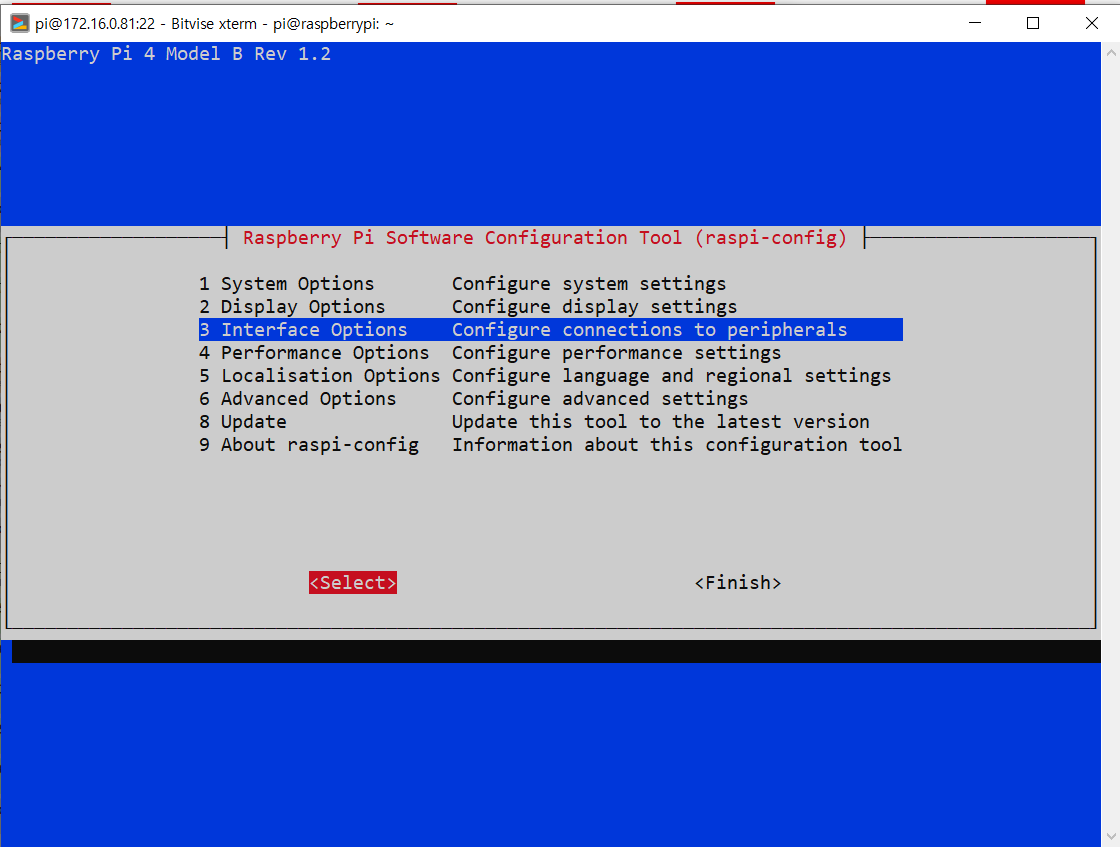 pi@172.16.0.81:22 - Bitvise xterm - pi@raspberrypi: ~
Raspberry Pi 4 Model B Rev 1.2
Raspberry Pi Software Configuration Tool (raspi-config)
1 System Options Configure system settings
2 Display Options Configure display settings
3 Interface Options Configure connections to peripherals
4 Performance Options Configure performance settings
5 Localisation Options Configure language and regional settings
6 Advanced Options Configure advanced settings
8 Update Update this tool to the latest version
9 About raspi-config Information about this configuration tool
<Select> <Finish>